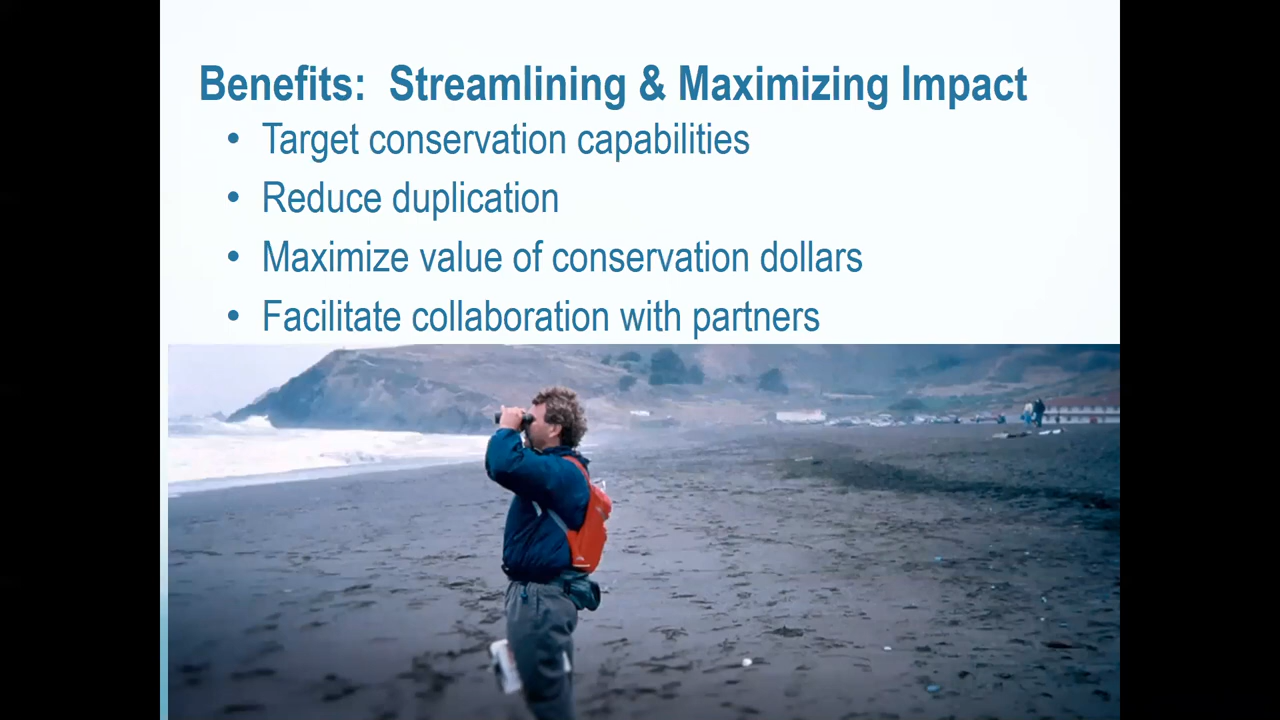 Benefits:  Streamlining & Maximizing Impact
• Target conservation capabilities
• Reduce duplication
• Maximize value of conservation dollars
• Facilitate collaboration with partners